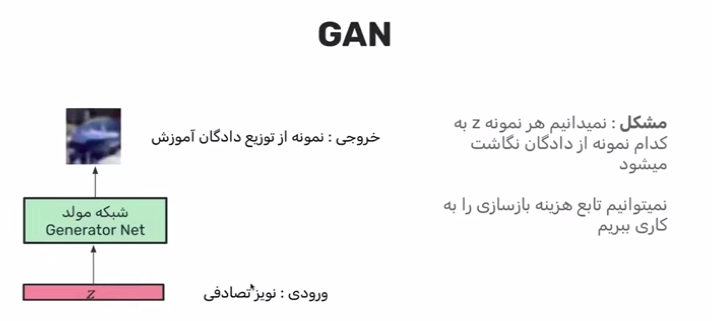 GAN
مشکل : نمیدانیم هر نمونه z به
کدام نمونه از دادگان نگاشت
میشود
نمیتوانیم تابع هزینه بازسازی را به
کاری ببریم
خروجی : نمونه از توزیع دادگان آموزش
شبکه مولد
Generator Net
z
ورودی : نویز تصادفی